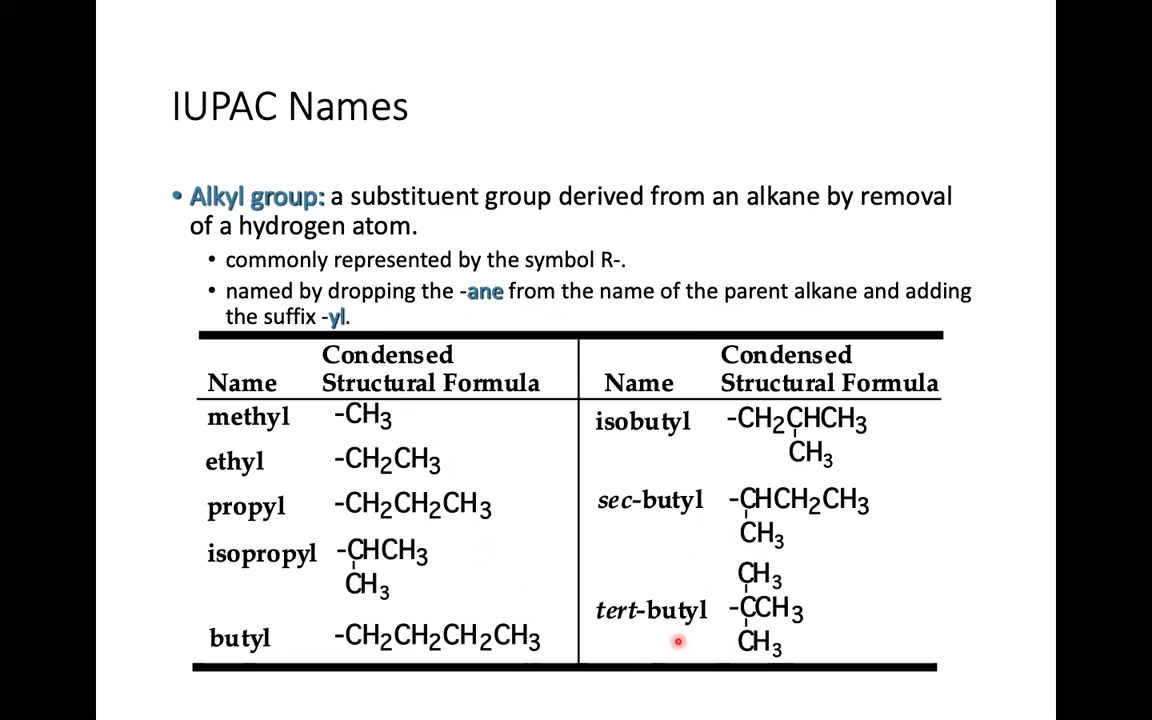 IUPAC Names
• Alkyl group: a substituent group derived from an alkane by removal
of a hydrogen atom.
• commonly represented by the symbol R-.
• named by dropping the -ane from the name of the parent alkane and adding
the suffix -yl.
Condensed
Name Structural Formula
methyl -CH3
ethyl -CH2CH3
propyl -CH2CH2CH3
isopropyl -CHCH3
CH3
butyl -CH2CH2CH2CH3
Condensed
Name Structural Formula
isobutyl -CH2CHCH3
CH3
sec-butyl -CHCH2CH3
CH3
CH3
tert-butyl -CCH3
CH3